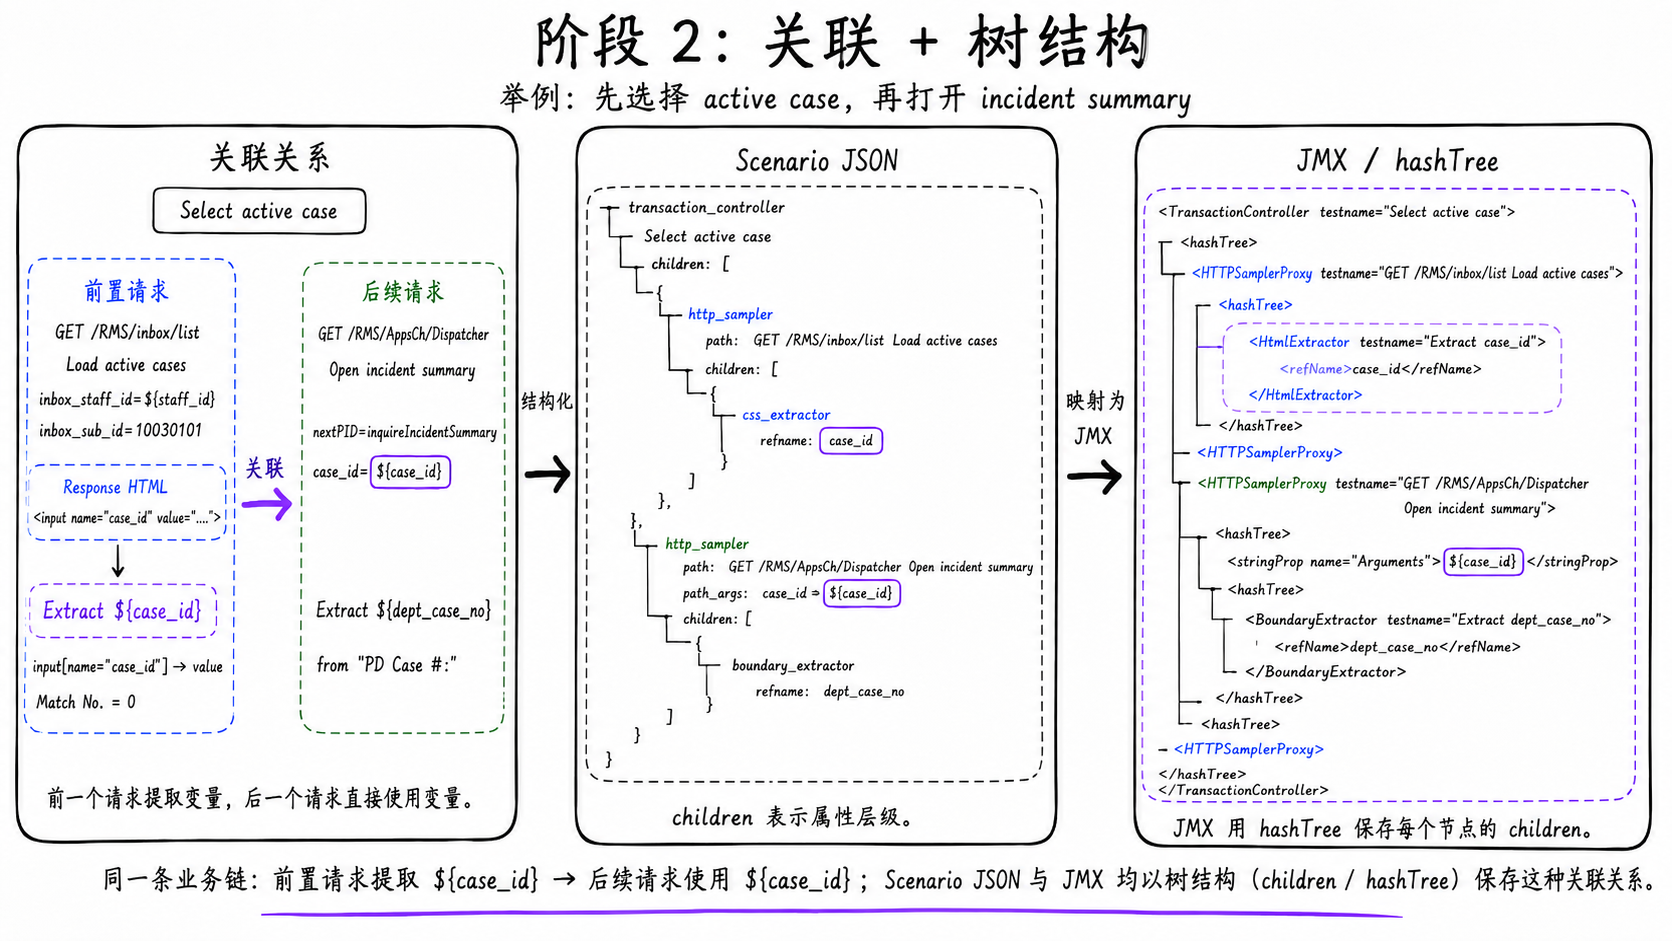 阶段 2：关联 + 树结构
举例：先选择 active case，再打开 incident summary
关联关系
Select active case
前置请求
GET /RMS/inbox/list
Load active cases
inbox_staff_id=${staff_id}
inbox_sub_id=10030101
Response HTML
<input name="case_id" value="....">
Extract ${case_id}
input[name="case_id"] → value
Match No. = 0
关联
后续请求
GET /RMS/AppsCh/Dispatcher
Open incident summary
nextPID=inquireIncidentSummary
case_id= ${case_id}
Extract ${dept_case_no}
from "PD Case #:"
前一个请求提取变量，后一个请求直接使用变量。
结构化
Scenario JSON
transaction_controller
Select active case
children: [
{
http_sampler
path: GET /RMS/inbox/list Load active cases
children: [
{
css_extractor
refname: case_id
}
]
},
},
http_sampler
path: GET /RMS/AppsCh/Dispatcher Open incident summary
path_args: case_id ⇒ ${case_id}
children: [
{
boundary_extractor
refname: dept_case_no
}
]
}
}
children 表示属性层级。
映射为
JMX
JMX / hashTree
<TransactionController testname="Select active case">
<hashTree>
<HTTPSamplerProxy testname="GET /RMS/inbox/list Load active cases">
<hashTree>
<HtmlExtractor testname="Extract case_id">
<refName>case_id</refName>
</HtmlExtractor>
</hashTree>
<HTTPSamplerProxy>
<HTTPSamplerProxy testname="GET /RMS/AppsCh/Dispatcher
Open incident summary">
<hashTree>
<stringProp name="Arguments"> ${case_id} </stringProp>
<hashTree>
<BoundaryExtractor testname="Extract dept_case_no">
<refName>dept_case_no</refName>
</BoundaryExtractor>
</hashTree>
<hashTree>
<HTTPSamplerProxy>
</hashTree>
</TransactionController>
JMX 用 hashTree 保存每个节点的 children。
同一条业务链：前置请求提取 ${case_id} → 后续请求使用 ${case_id}；Scenario JSON 与 JMX 均以树结构（children / hashTree）保存这种关联关系。